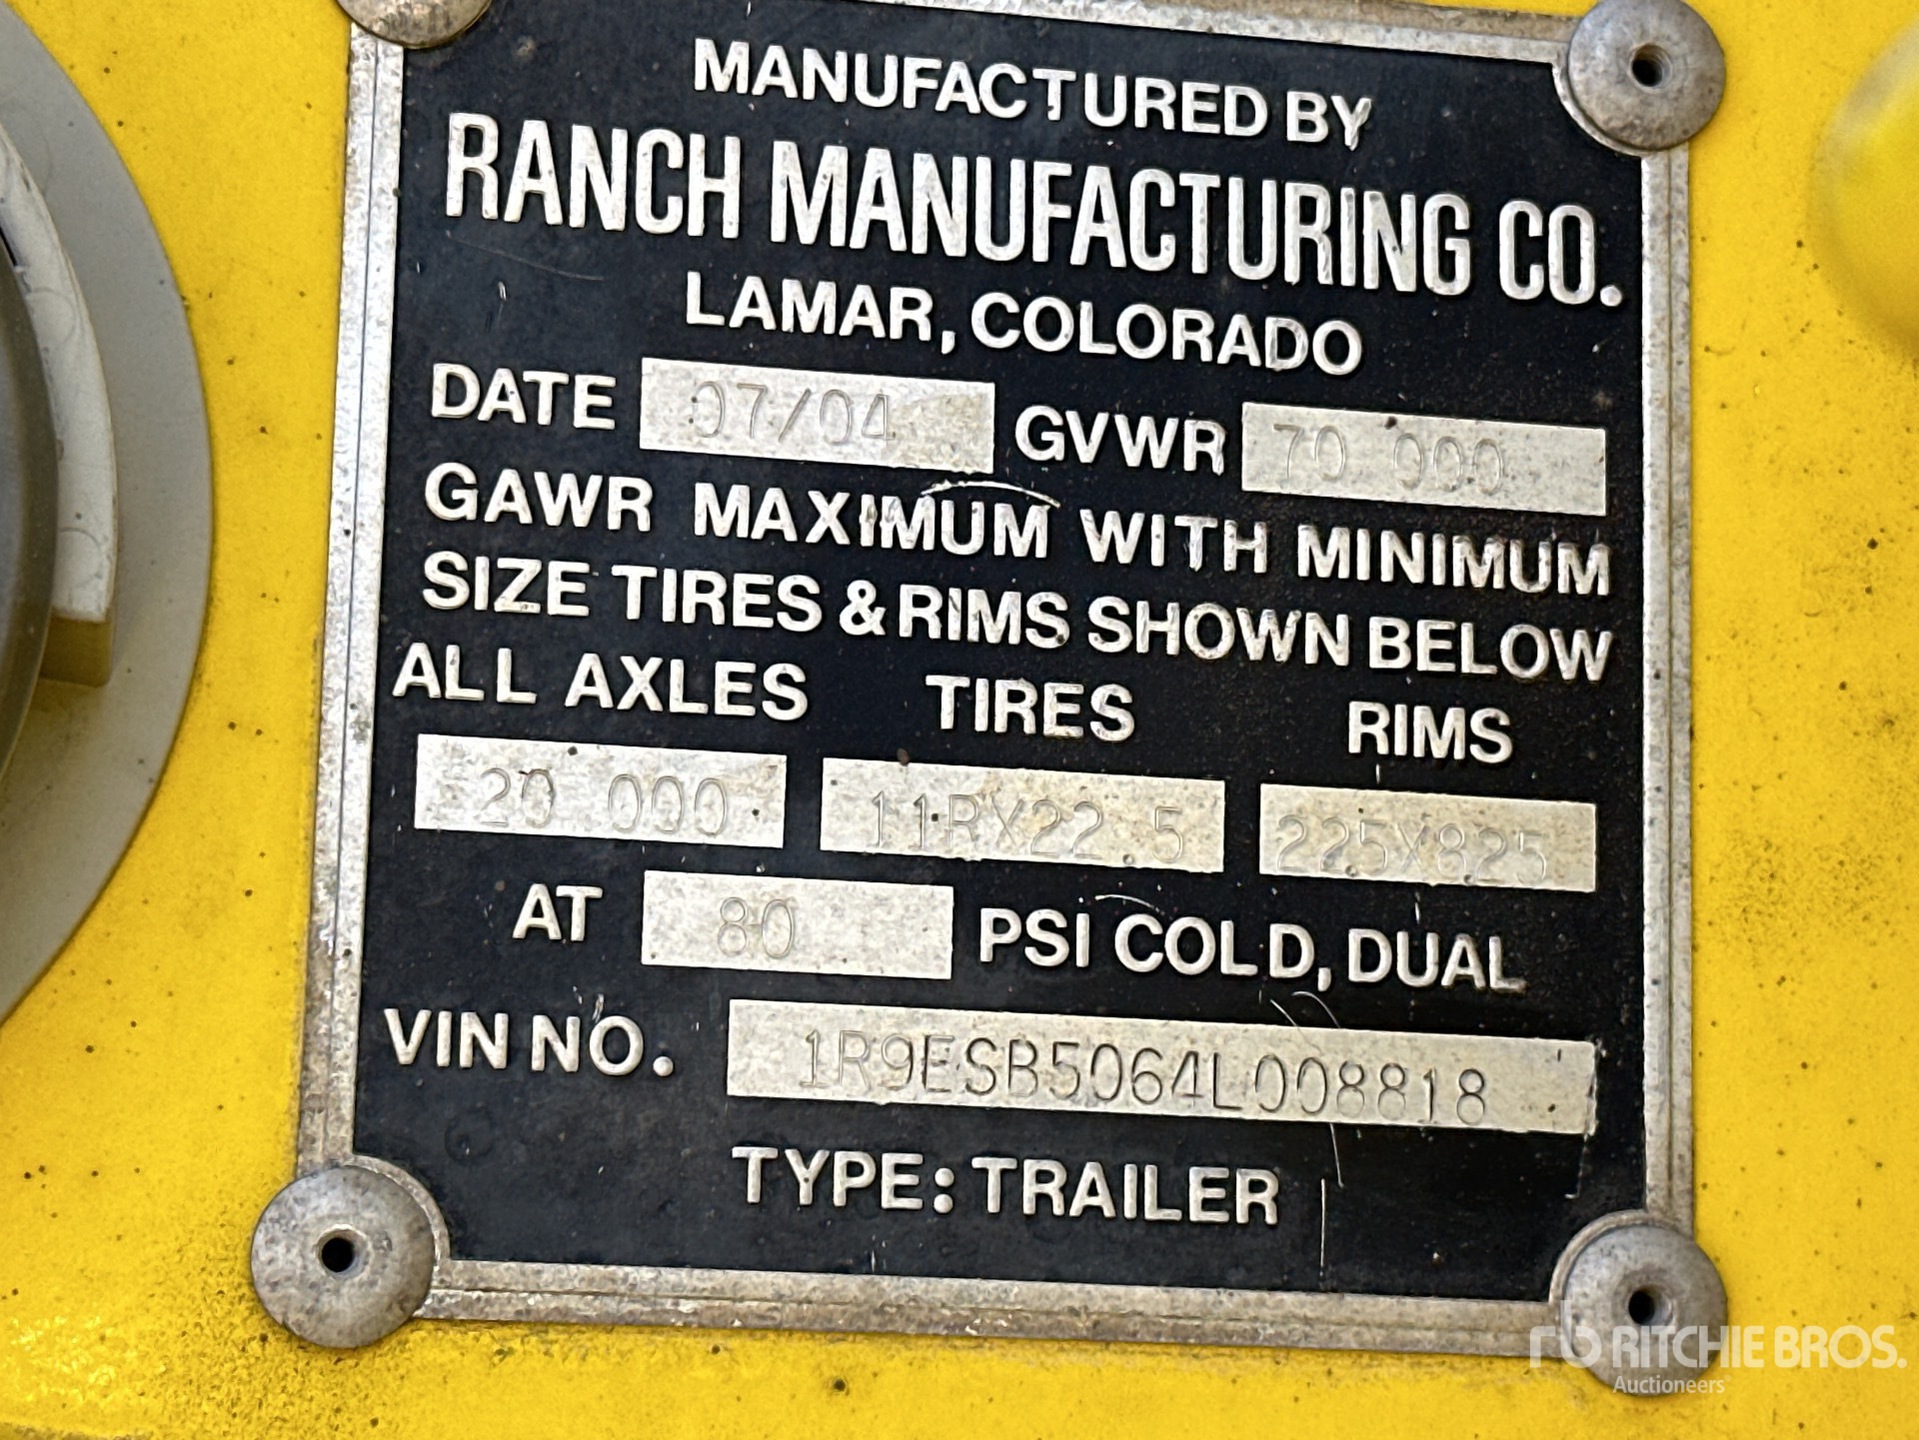 MANUFACTURED BY
RANCH MANUFACTURING CO.
LAMAR, COLORADO
DATE 07/04 GVWR 70 000
GAWR MAXIMUM WITH MINIMUM
SIZE TIRES & RIMS SHOWN BELOW
ALL AXLES TIRES RIMS
20 000 11RX22 5 225X825
AT 80 PSI COLD, DUAL
VIN NO. 1R9ESB5064L008818
TYPE: TRAILER
rb RITCHIE BROS.
Auctioneers